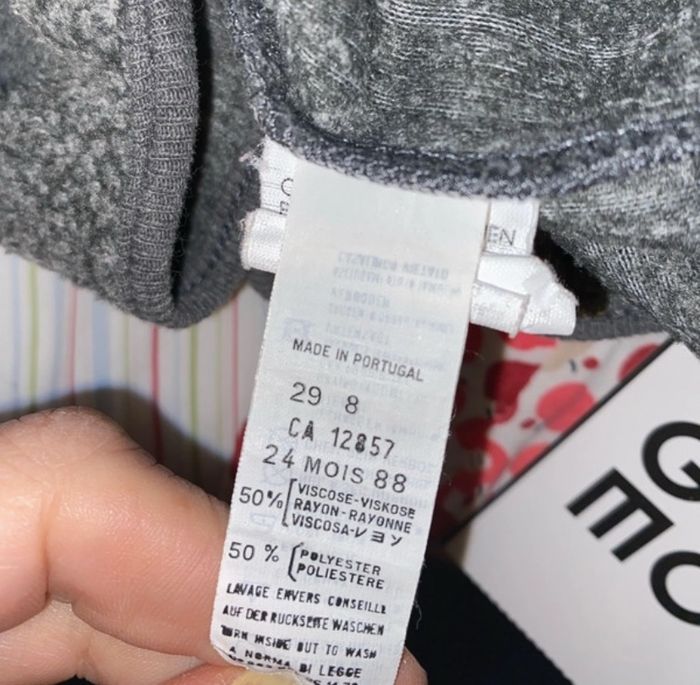 EN
MADE IN PORTUGAL
29 8
CA 12857
24 MOIS 88
50% VISCOSE-VISKOSE
RAYON-RAYONNE
VISCOSA-レヨン
50 % POLYESTER
POLIESTERE
LAVAGE ENVERS CONSEILLE
AUF DER RUCKSEITE WASCHEN
TURN INSIDE OUT TO WASH
A NORMA DI LEGGE